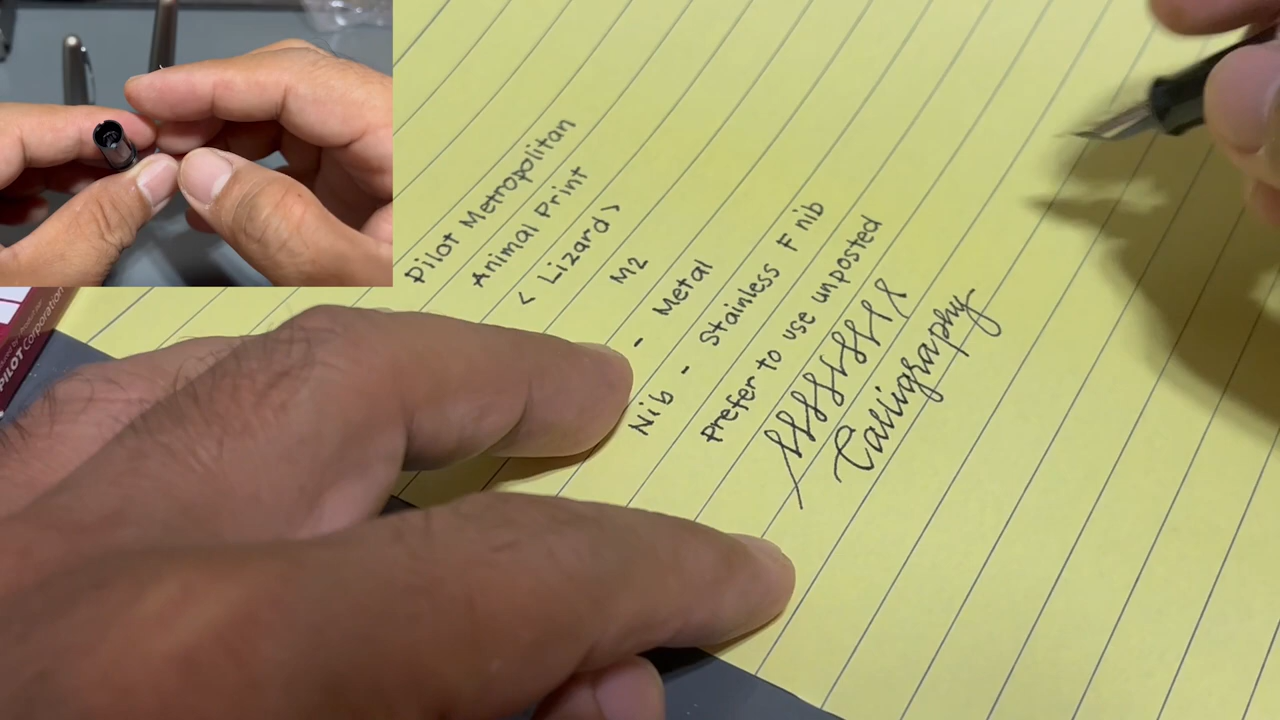 Pilot Metropolitan
Animal Print
< Lizard >
M2
- Metal
Nib - Stainless F nib
Prefer to use unposted
Calligraphy
PILOT Corporation